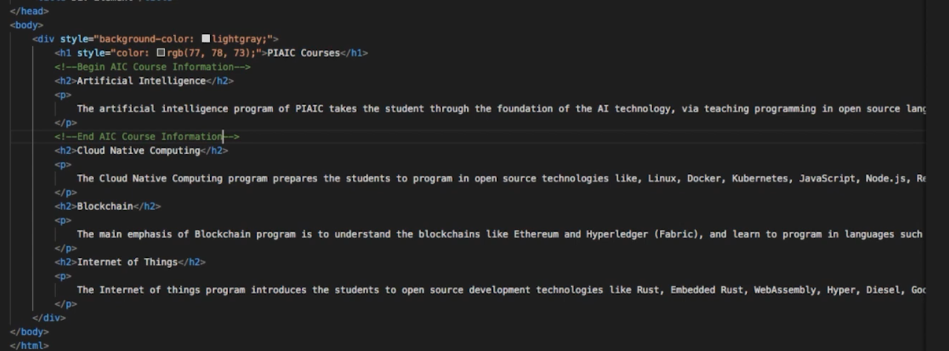 </head>
<body>
<div style="background-color: lightgray;">
<h1 style="color: rgb(77, 78, 73);">PIAIC Courses</h1>
<!--Begin AIC Course Information-->
<h2>Artificial Intelligence</h2>
<p>
The artificial intelligence program of PIAIC takes the student through the foundation of the AI technology, via teaching programming in open source lang
</p>
<!--End AIC Course Information-->
<h2>Cloud Native Computing</h2>
<p>
The Cloud Native Computing program prepares the students to program in open source technologies like, Linux, Docker, Kubernetes, JavaScript, Node.js, Re
</p>
<h2>Blockchain</h2>
<p>
The main emphasis of Blockchain program is to understand the blockchains like Ethereum and Hyperledger (Fabric), and learn to program in languages such
</p>
<h2>Internet of Things</h2>
<p>
The Internet of things program introduces the students to open source development technologies like Rust, Embedded Rust, WebAssembly, Hyper, Diesel, Goo
</p>
</div>
</body>
</html>